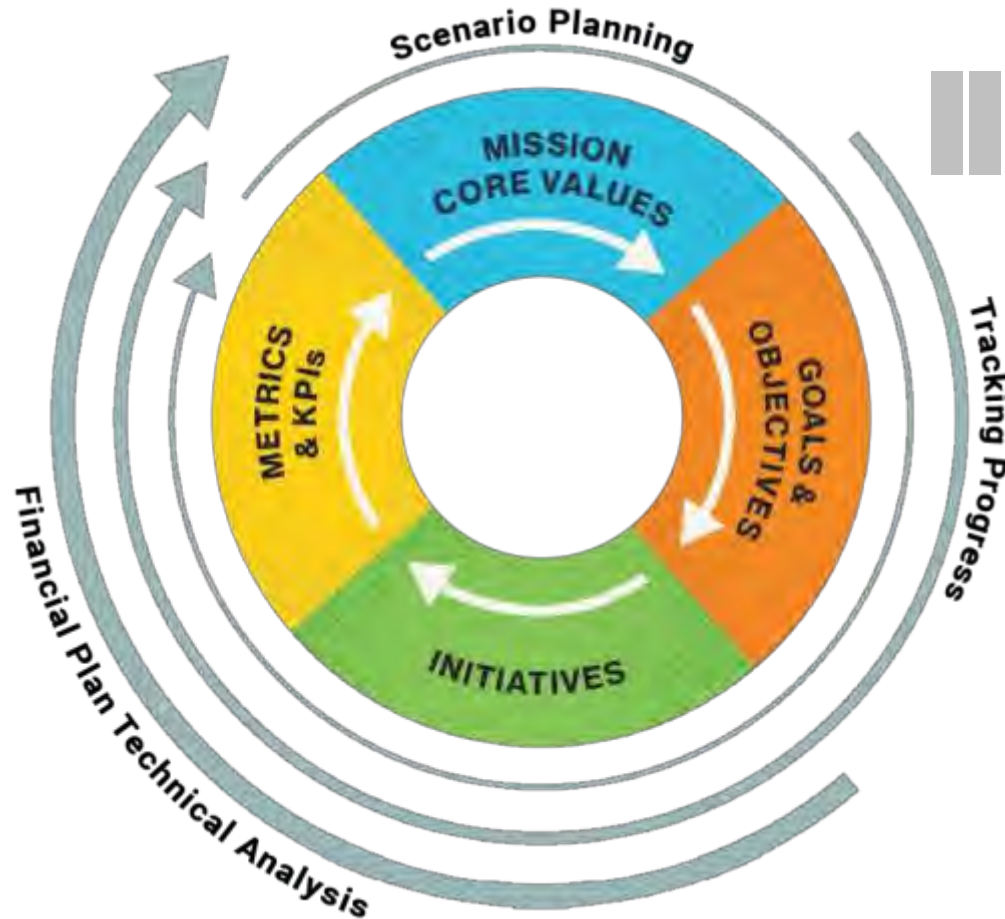 Scenario Planning
MISSION
CORE VALUES
GOALS &
OBJECTIVES
Tracking Progress
INITIATIVES
METRICS
& KPIs
Financial Plan Technical Analysis